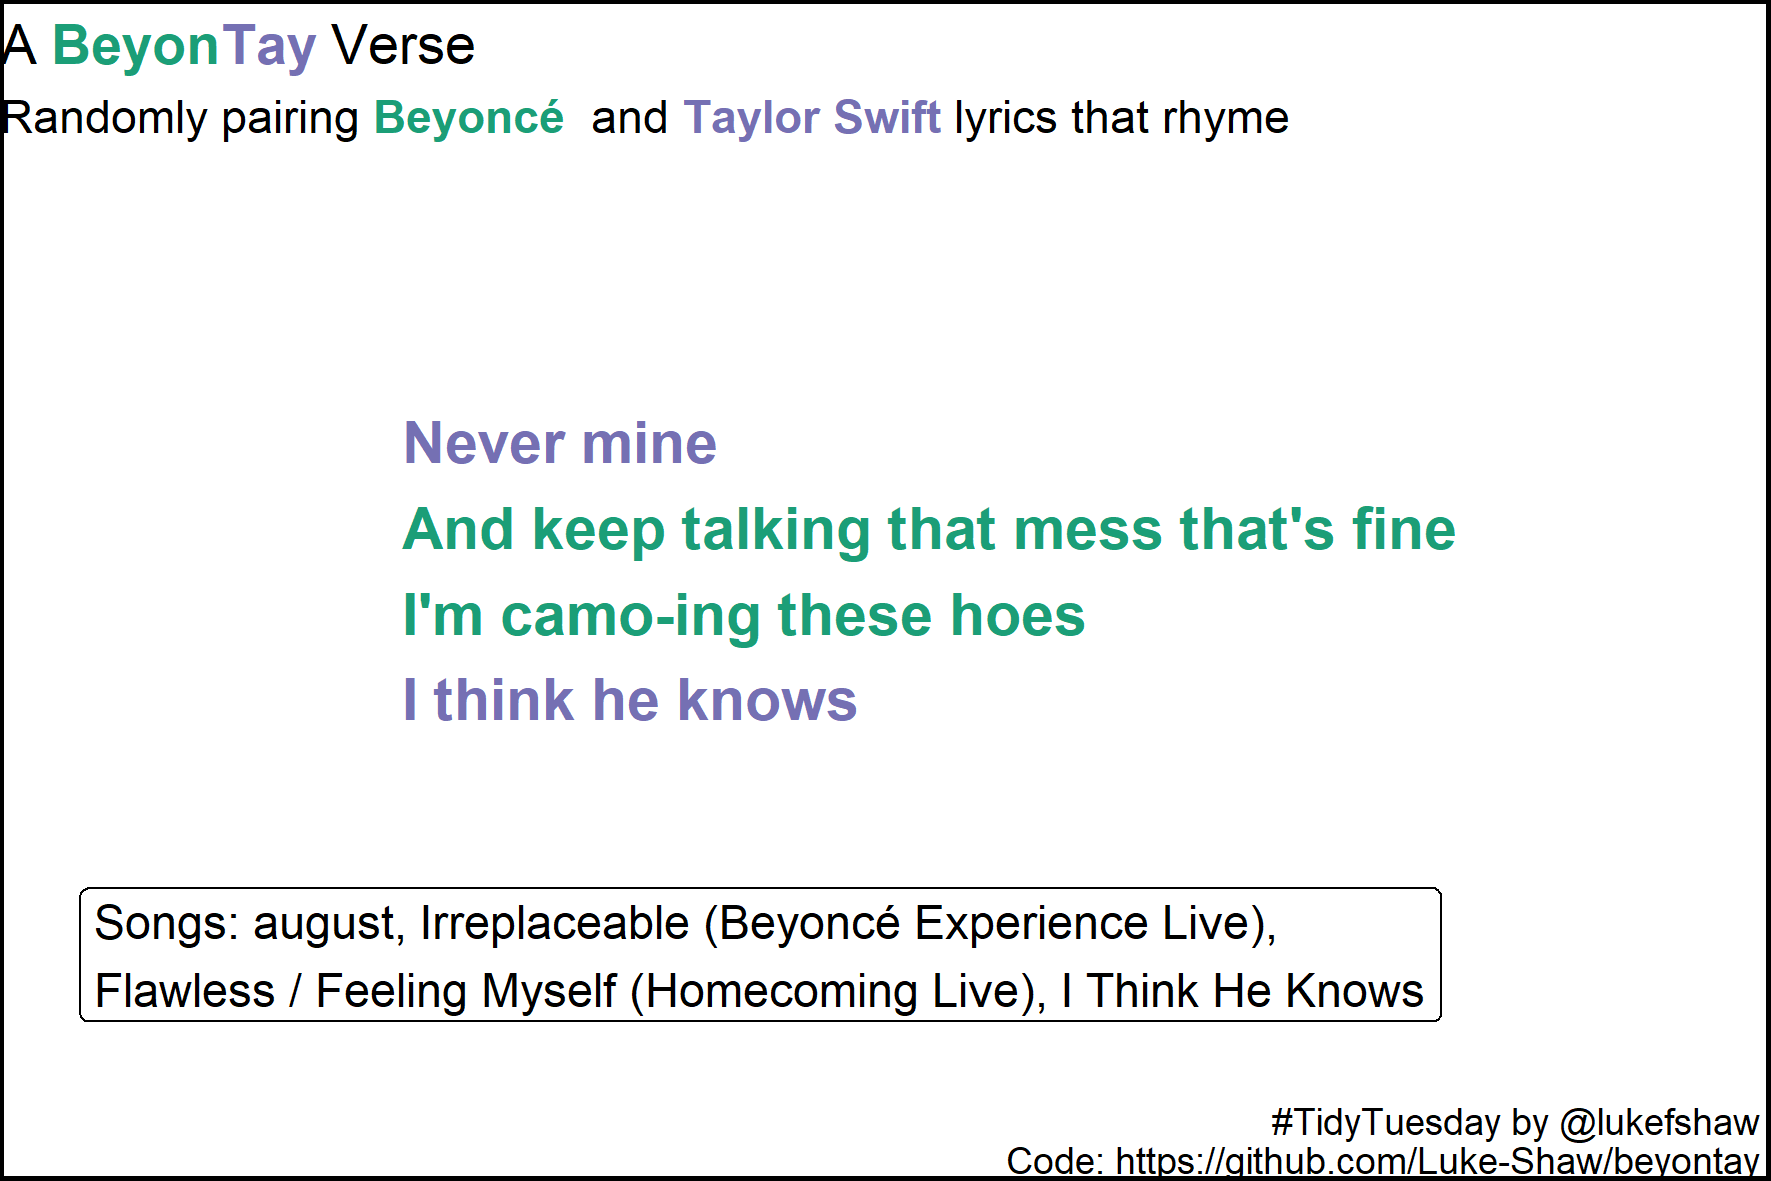 A BeyonTay Verse
Randomly pairing Beyoncé and Taylor Swift lyrics that rhyme
Never mine
And keep talking that mess that's fine
I'm camo-ing these hoes
I think he knows
Songs: august, Irreplaceable (Beyoncé Experience Live),
Flawless / Feeling Myself (Homecoming Live), I Think He Knows
#TidyTuesday by @lukefshaw
Code: https://github.com/Luke-Shaw/beyontay